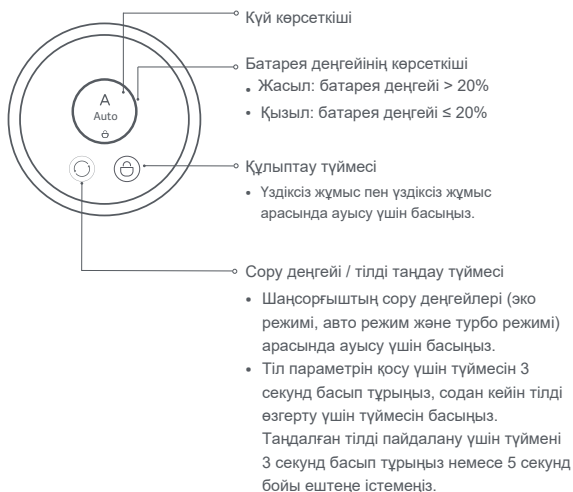 Күй көрсеткіші
Батарея деңгейінің көрсеткіші
• Жасыл: батарея деңгейі > 20%
• Қызыл: батарея деңгейі ≤ 20%
A
Auto
Құлыптау түймесі
• Үздіксіз жұмыс пен үздіксіз жұмыс
арасында ауысу үшін басыңыз.
Сору деңгейі / тілді таңдау түймесі
• Шаңсорғыштың сору деңгейлері (эко
режимі, авто режим және турбо режимі)
арасында ауысу үшін басыңыз.
• Тіл параметрін қосу үшін түймесін 3
секунд басып тұрыңыз, содан кейін тілді
өзгерту үшін түймесін басыңыз.
Таңдалған тілді пайдалану үшін түймені
3 секунд басып тұрыңыз немесе 5 секунд
бойы ештеңе істемеңіз.